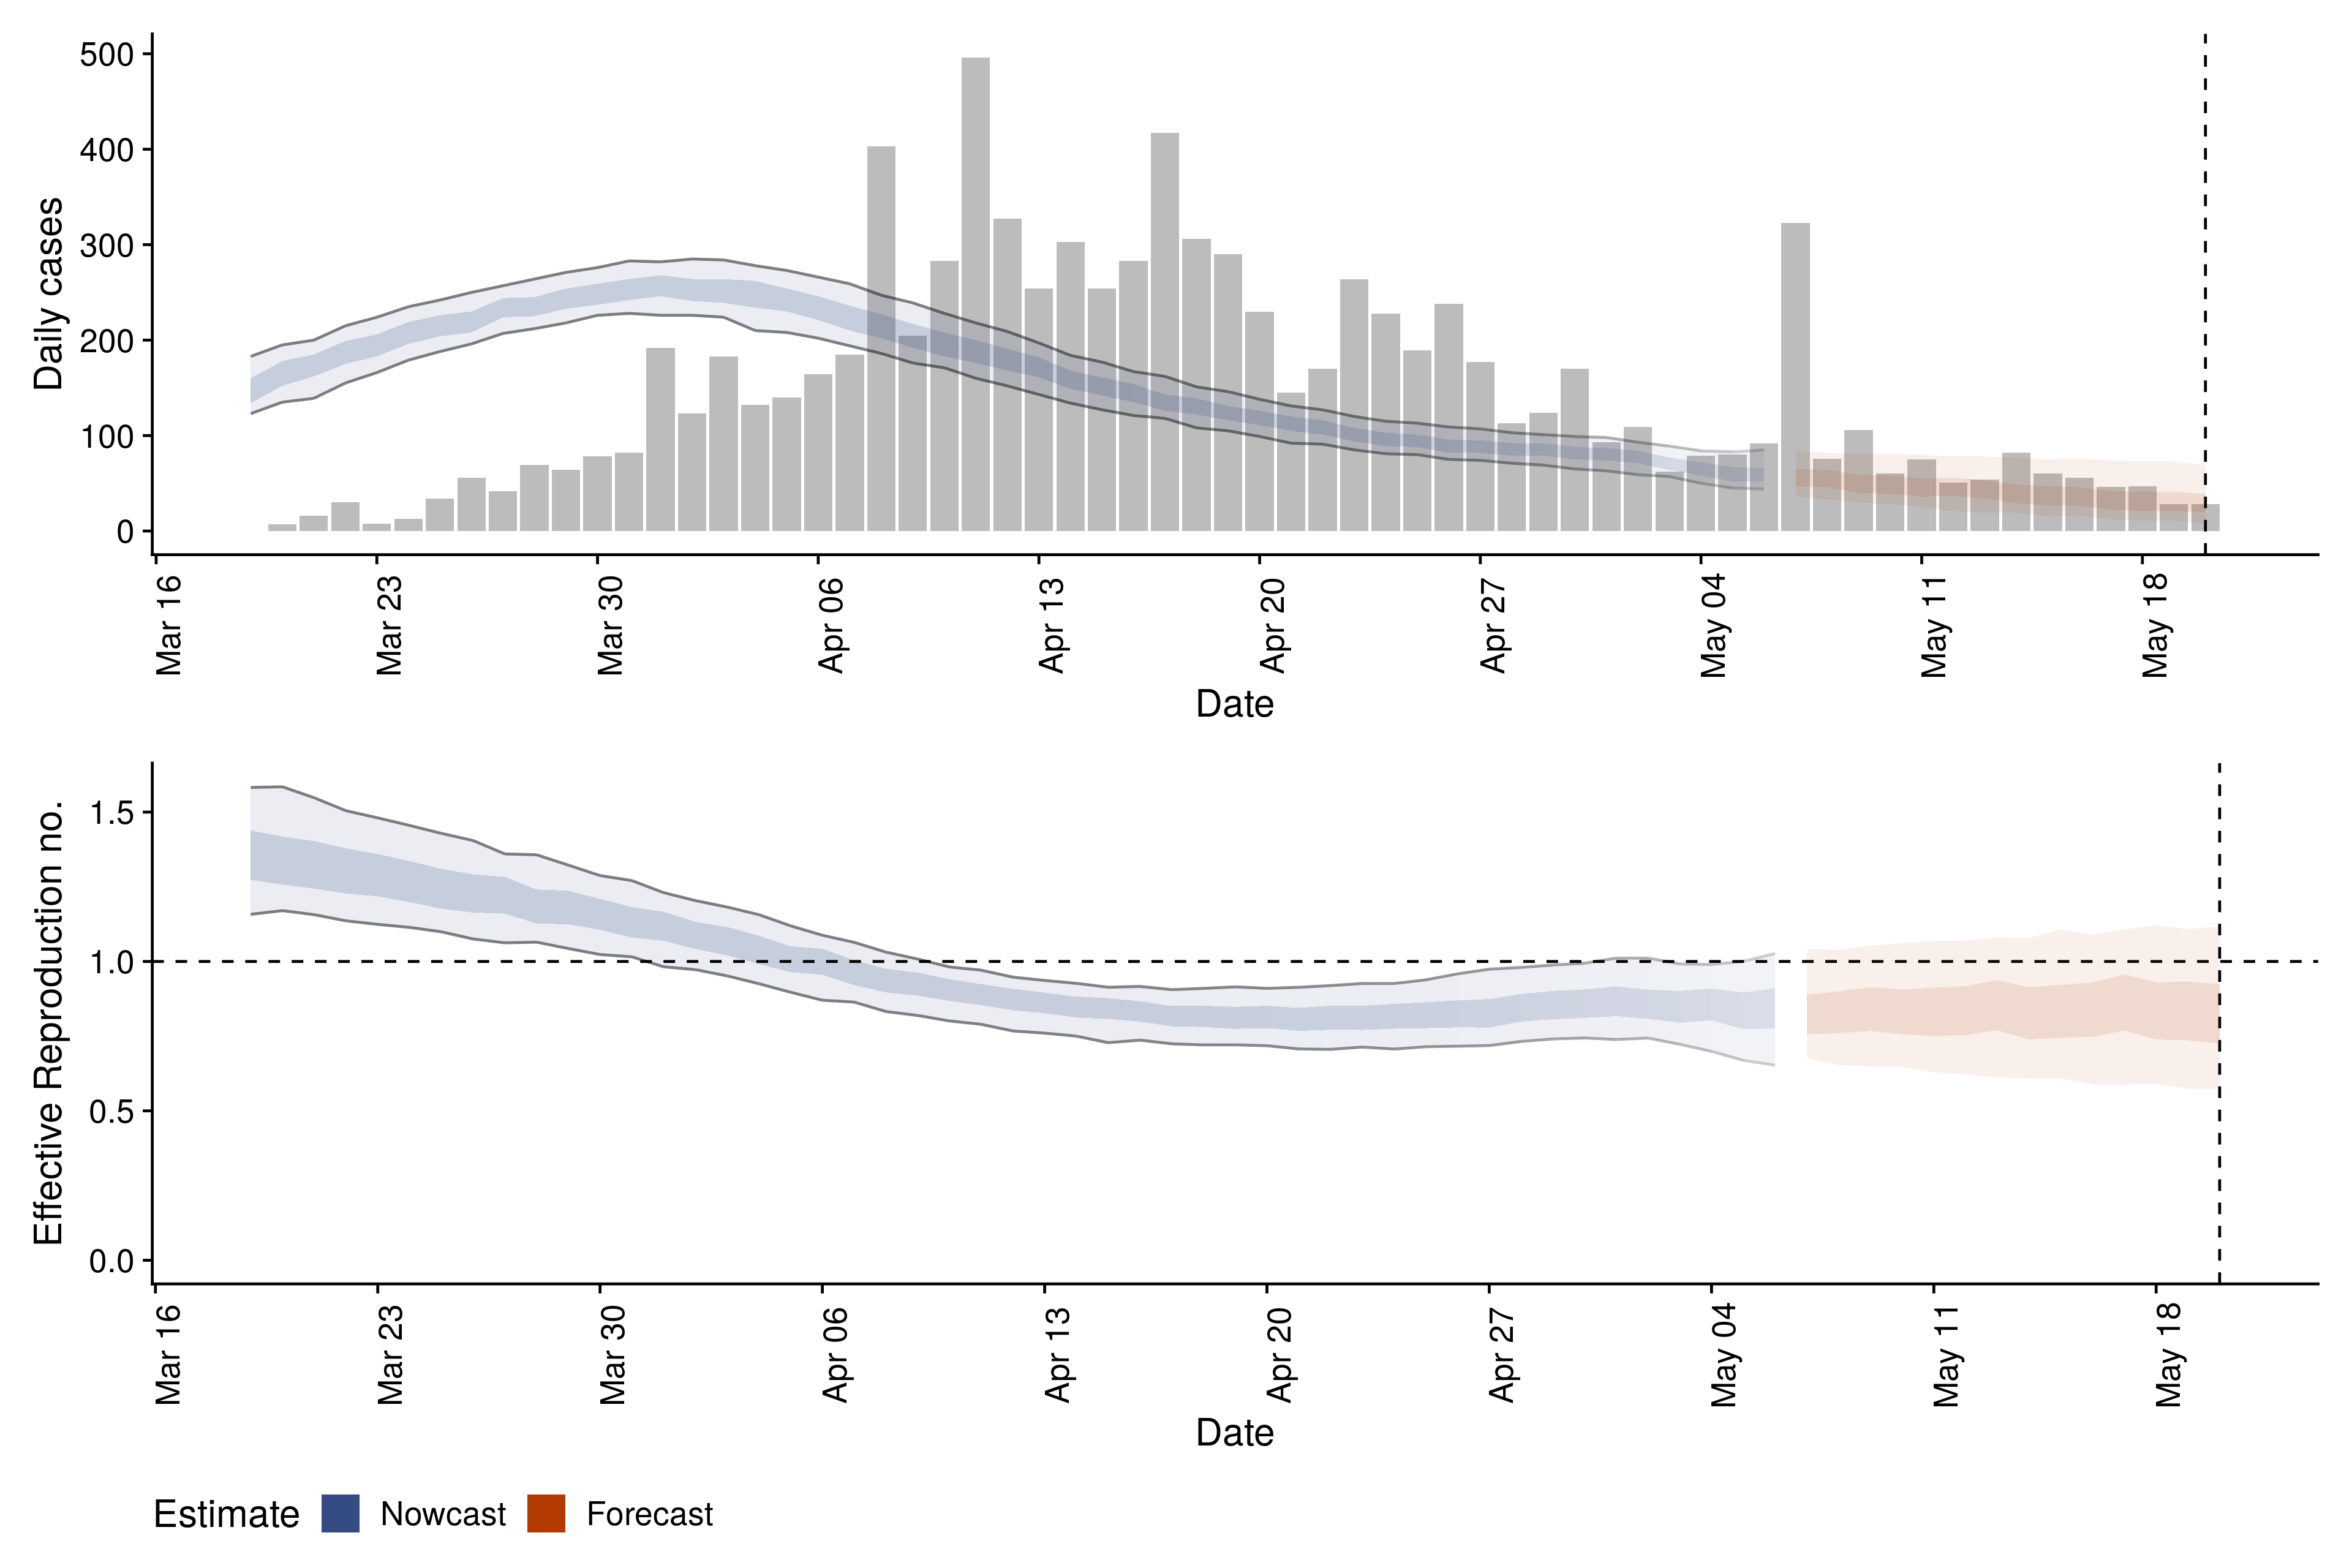 Daily cases
500
400
300
200
100
0
Mar 16
Mar 23
Mar 30
Apr 06
Apr 13
Apr 20
Apr 27
May 04
May 11
May 18
Date
Effective Reproduction no.
1.5
1.0
0.5
0.0
Mar 16
Mar 23
Mar 30
Apr 06
Apr 13
Apr 20
Apr 27
May 04
May 11
May 18
Date
Estimate Nowcast Forecast